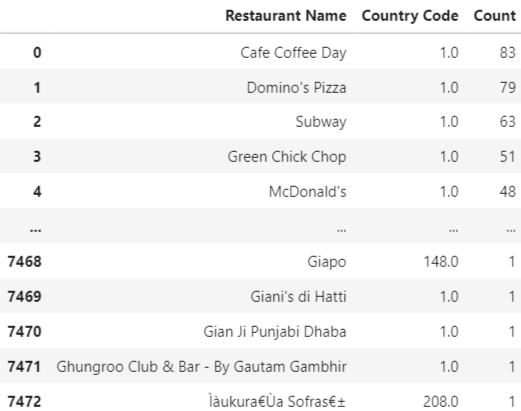 Restaurant Name Country Code Count
0 Cafe Coffee Day 1.0 83
1 Domino's Pizza 1.0 79
2 Subway 1.0 63
3 Green Chick Chop 1.0 51
4 McDonald's 1.0 48
... ... ... ...
7468 Giapo 148.0 1
7469 Giani's di Hatti 1.0 1
7470 Gian Ji Punjabi Dhaba 1.0 1
7471 Ghungroo Club & Bar - By Gautam Gambhir 1.0 1
7472 Ìàukura€Ùa Sofras€± 208.0 1